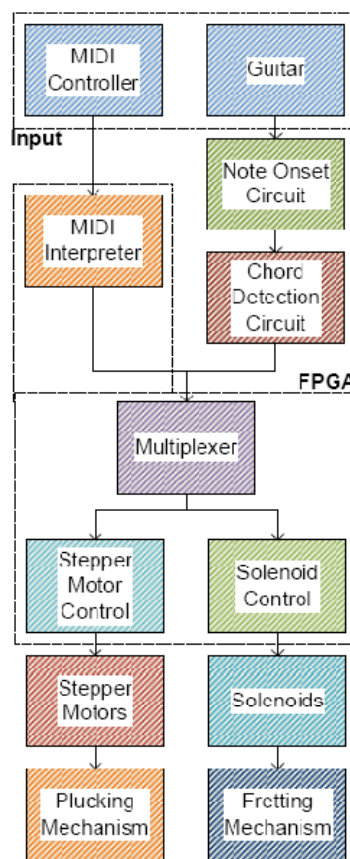 MIDI
Controller
Guitar
Input
Note Onset
Circuit
MIDI
Interpreter
Chord
Detection
Circuit
FPGA
Multiplexer
Stepper
Motor
Control
Solenoid
Control
Stepper
Motors
Solenoids
Plucking
Mechanism
Fretting
Mechanism